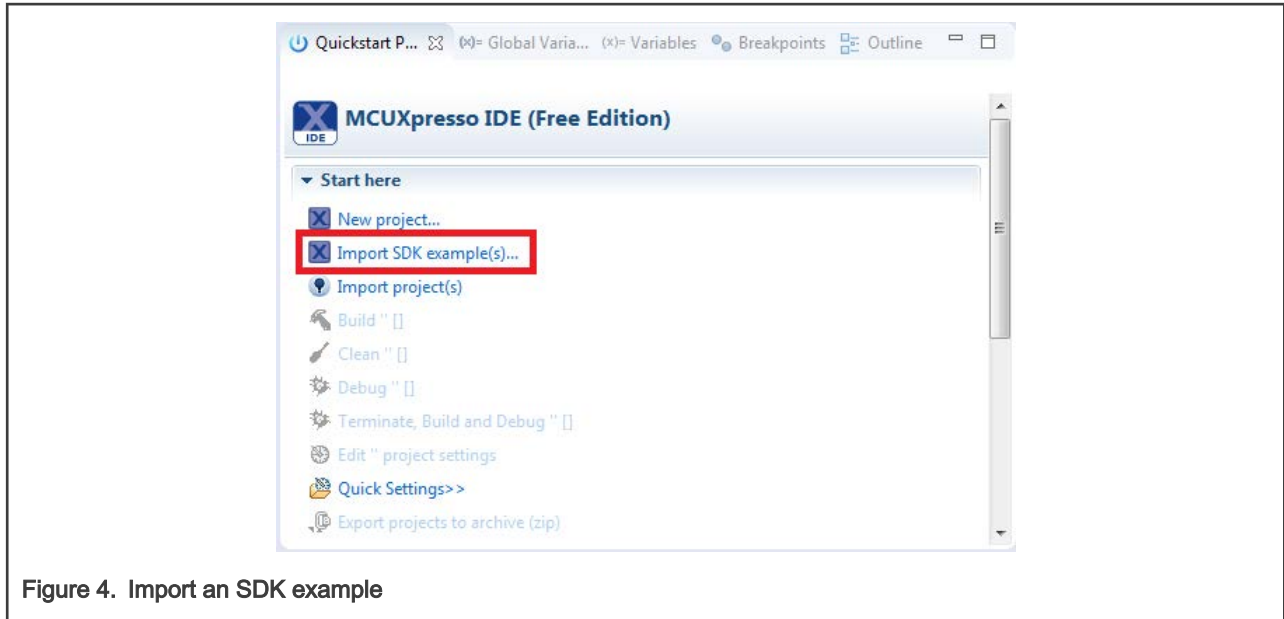 Quickstart P... (x)= Global Varia... (x)= Variables Breakpoints Outline
IDE
MCUXpresso IDE (Free Edition)
Start here
New project...
Import SDK example(s)...
Import project(s)
Build '' []
Clean '' []
Debug '' []
Terminate, Build and Debug '' []
Edit '' project settings
Quick Settings>>
Export projects to archive (zip)
Figure 4. Import an SDK example